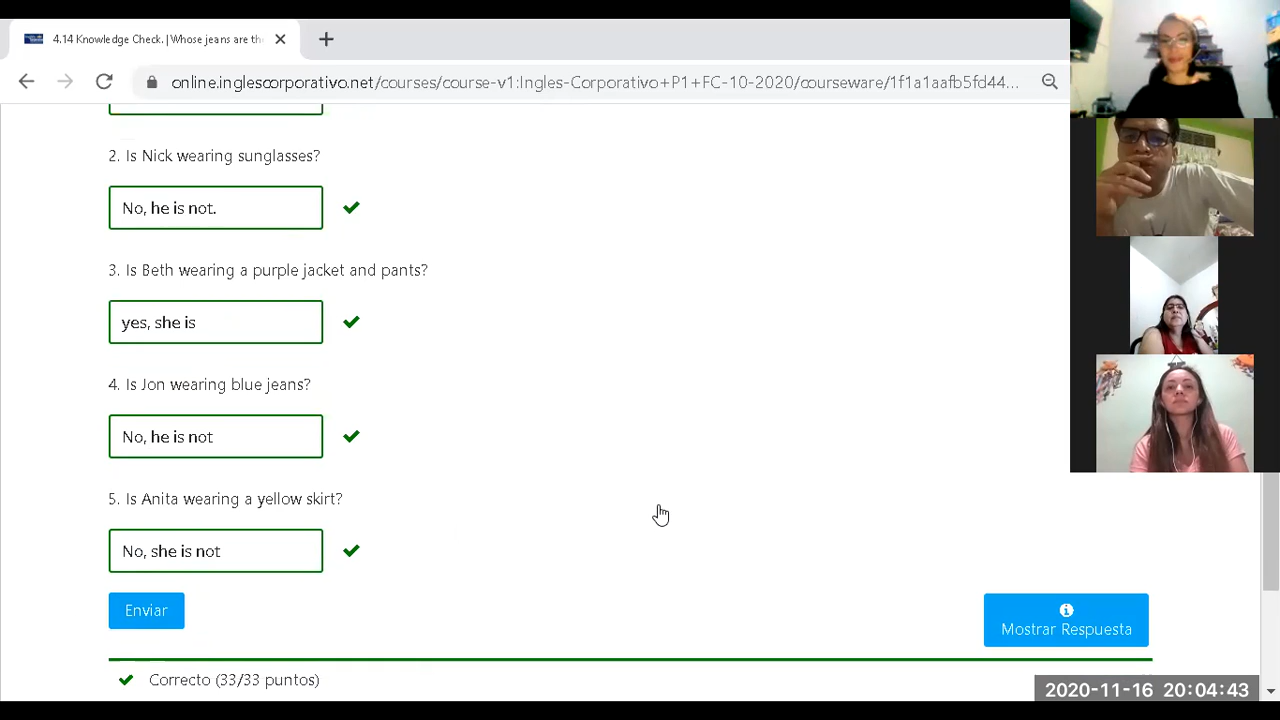 4.14 Knowledge Check. | Whose jeans are the
online.inglescorporativo.net/courses/course-v1:Ingles-Corporativo+P1+FC-10-2020/courseware/1f1a1aafb5fd44...
2. Is Nick wearing sunglasses?
No, he is not.
3. Is Beth wearing a purple jacket and pants?
yes, she is
4. Is Jon wearing blue jeans?
No, he is not
5. Is Anita wearing a yellow skirt?
No, she is not
Enviar
Mostrar Respuesta
Correcto (33/33 puntos)
2020-11-16 20:04:43